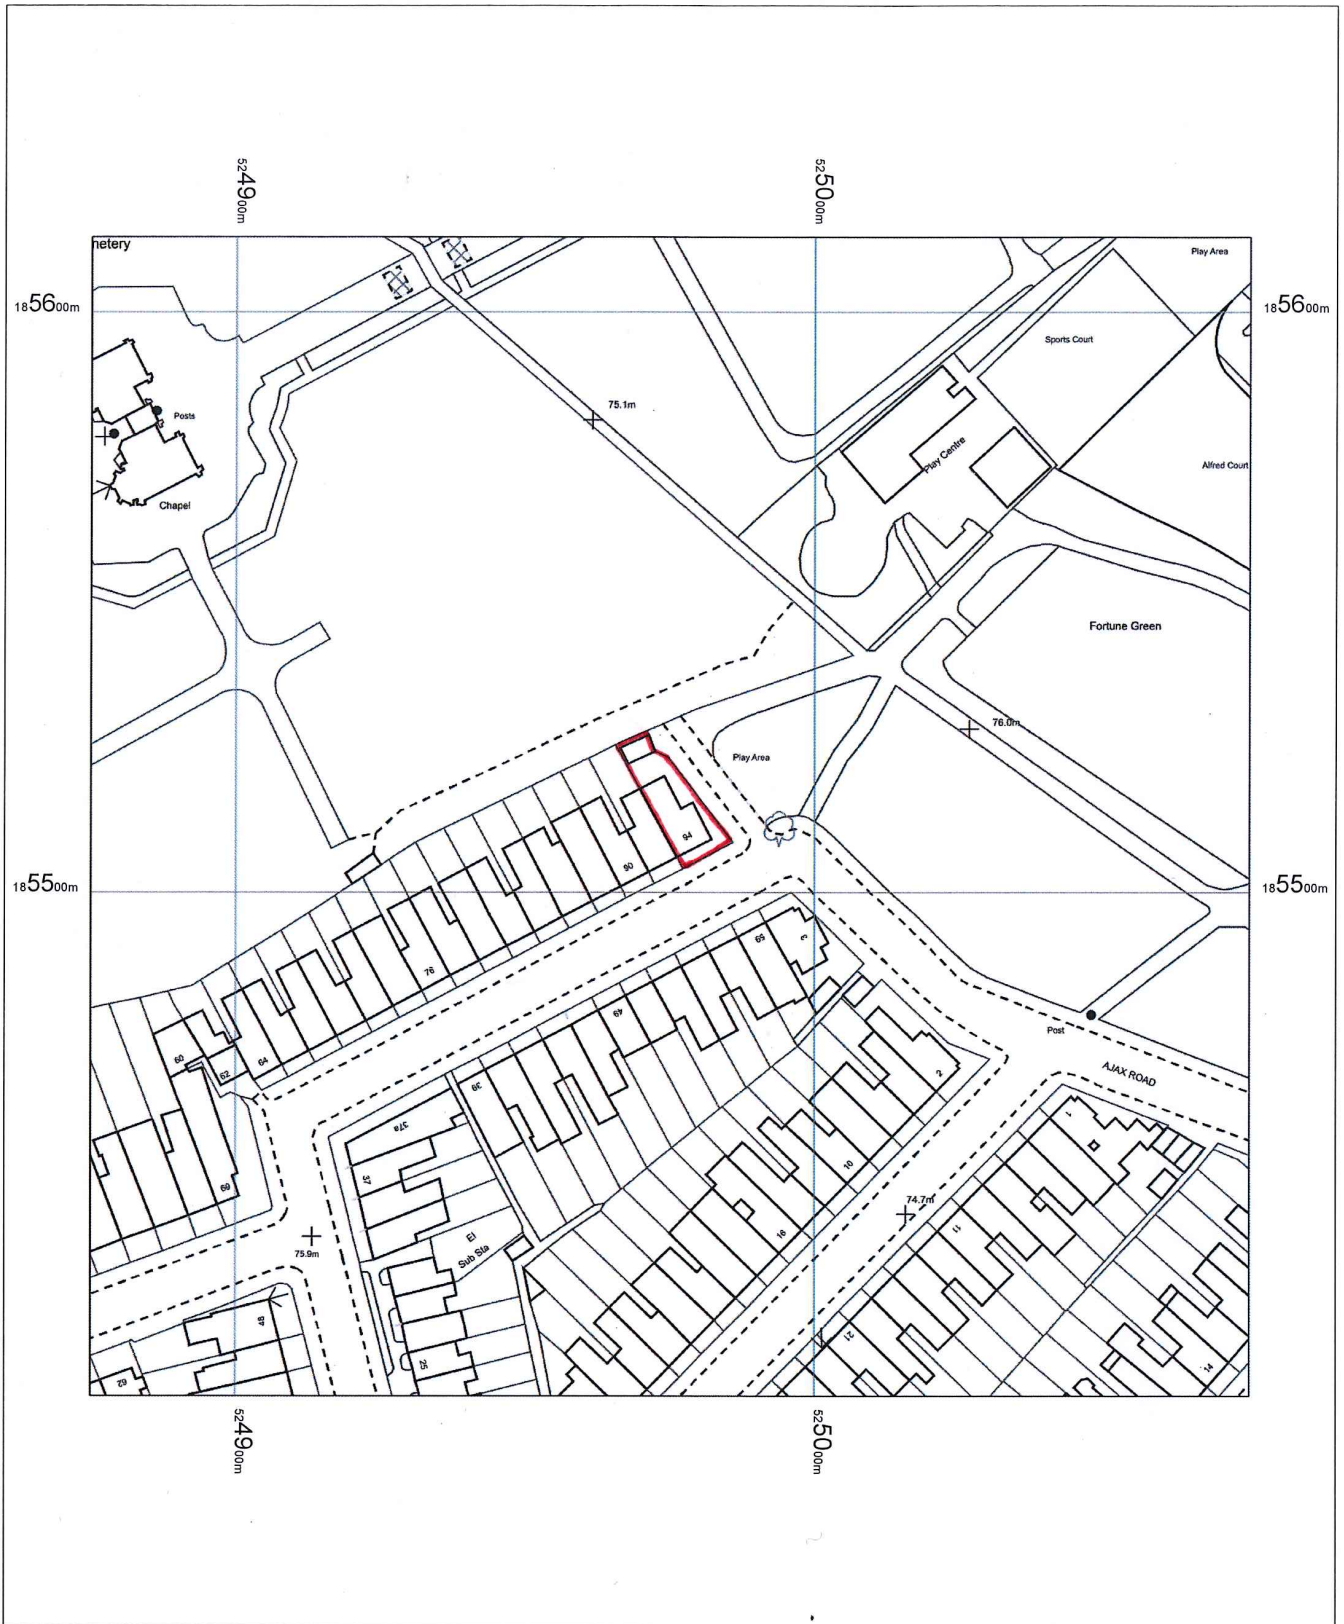 524900m
525000m
netery
Play Area
185600m
185600m
Sports Court
75.1m
Posts
Play Centre
Alfred Court
Chapel
Fortune Green
76.0m
Play Area
94
90
185500m
185500m
76
59
3
49
Post
60
62
64
39
2
AJAX ROAD
37a
1
37
10
69
74.7m
16
11
El
Sub Sta
75.9m
48
21
25
14
62
524900m
525000m